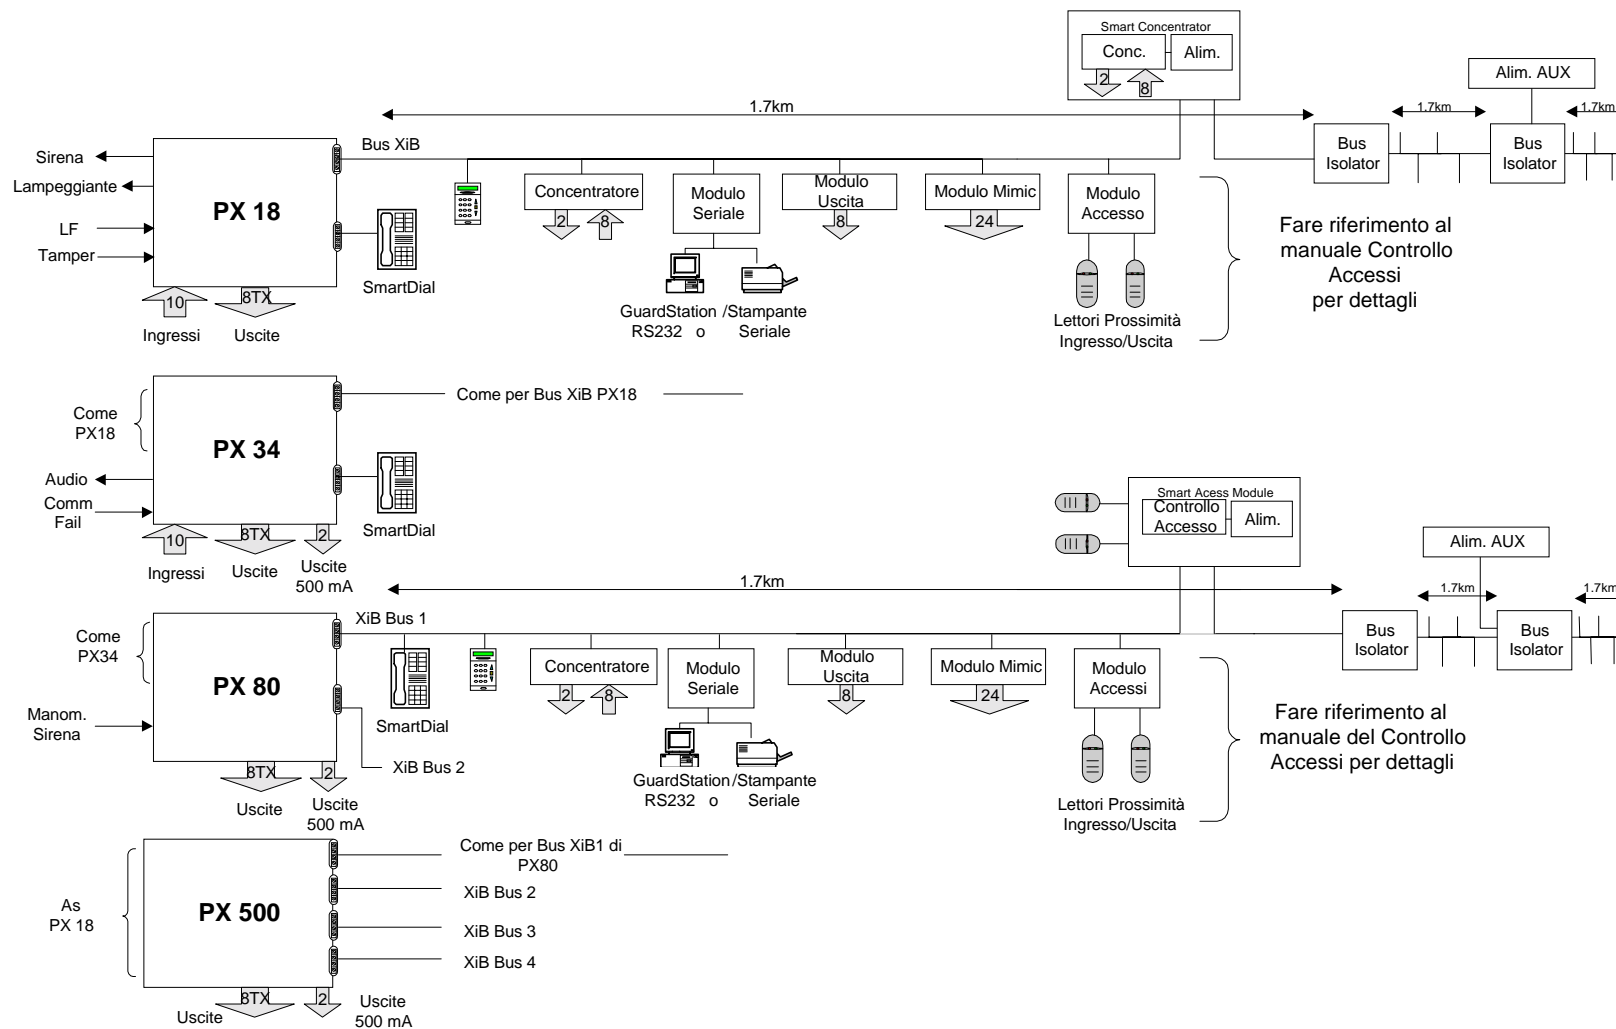 Smart Concentrator
Conc.
Alim.
2
8
Alim. AUX
1.7km
1.7km
1.7km
Bus XiB
Bus
Isolator
Bus
Isolator
Sirena
Lampeggiante
LF
Tamper
PX 18
SmartDial
Concentratore
2
8
Modulo
Seriale
Modulo
Uscita
8
Modulo Mimic
24
Modulo
Accesso
GuardStation /Stampante
RS232 o Seriale
Lettori Prossimità
Ingresso/Uscita
Fare riferimento al
manuale Controllo
Accessi
per dettagli
10
8TX
Ingressi
Uscite
Come
PX18
Audio
Comm
Fail
PX 34
Come per Bus XiB PX18
SmartDial
10
8TX
2
Ingressi
Uscite
Uscite
500 mA
Smart Acess Module
Controllo
Accesso
Alim.
Alim. AUX
1.7km
1.7km
1.7km
XiB Bus 1
Bus
Isolator
Bus
Isolator
Come
PX34
Manom.
Sirena
PX 80
SmartDial
XiB Bus 2
Concentratore
2
8
Modulo
Seriale
Modulo
Uscita
8
Modulo Mimic
24
Modulo
Accessi
GuardStation /Stampante
RS232 o Seriale
Lettori Prossimità
Ingresso/Uscita
Fare riferimento al
manuale del Controllo
Accessi per dettagli
8TX
2
Uscite
Uscite
500 mA
As
PX 18
PX 500
Come per Bus XiB1 di
PX80
XiB Bus 2
XiB Bus 3
XiB Bus 4
8TX
2
Uscite
Uscite
500 mA